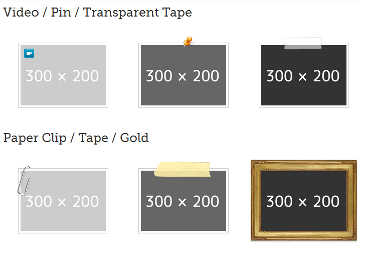 Video / Pin / Transparent Tape
300 × 200 300 × 200 300 × 200
Paper Clip / Tape / Gold
300 × 200 300 × 200 300 × 200